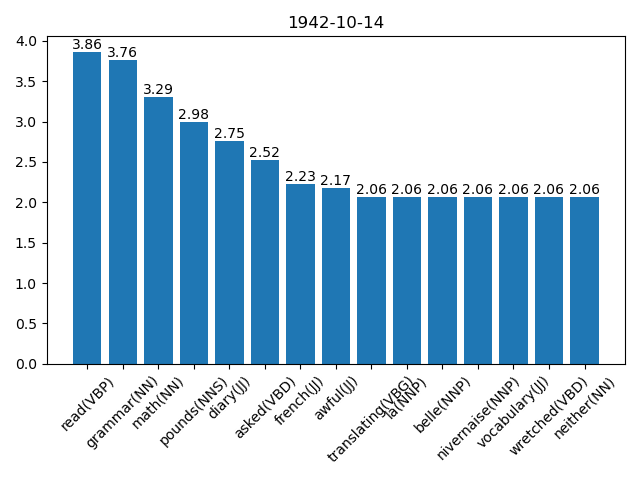 1942-10-14
4.0
3.5
3.0
2.5
2.0
1.5
1.0
0.5
0.0
3.86
3.76
3.29
2.98
2.75
2.52
2.23
2.17
2.06
2.06
2.06
2.06
2.06
2.06
2.06
read(VBP)
grammar(NN)
math(NN)
pounds(NNS)
diary(JJ)
asked(VBD)
french(JJ)
awful(JJ)
translating(VBG)
la(NNP)
belle(NNP)
nivernaise(NNP)
vocabulary(JJ)
wretched(VBD)
neither(NN)